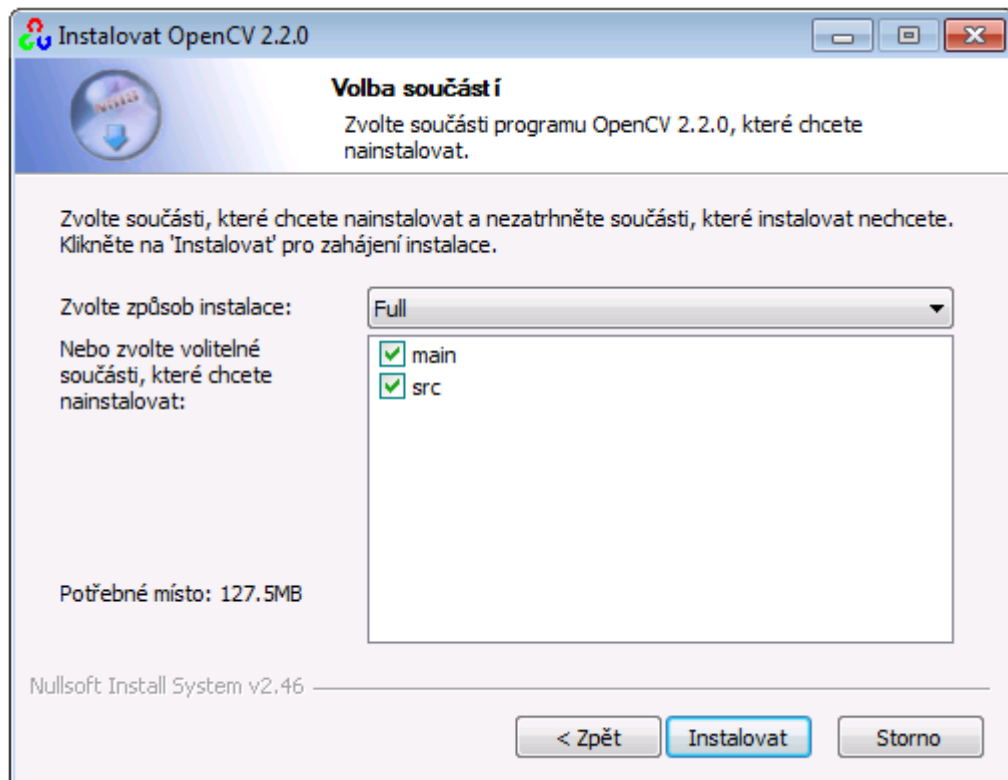 Instalovat OpenCV 2.2.0
Volba součástí
Zvolte součásti programu OpenCV 2.2.0, které chcete
nainstalovat.
Zvolte součásti, které chcete nainstalovat a nezatrhněte součásti, které instalovat nechcete.
Klikněte na 'Instalovat' pro zahájení instalace.
Zvolte způsob instalace:
Full
Nebo zvolte volitelné
součásti, které chcete
nainstalovat:
main
src
Potřebné místo: 127.5MB
Nullsoft Install System v2.46
< Zpět
Instalovat
Storno